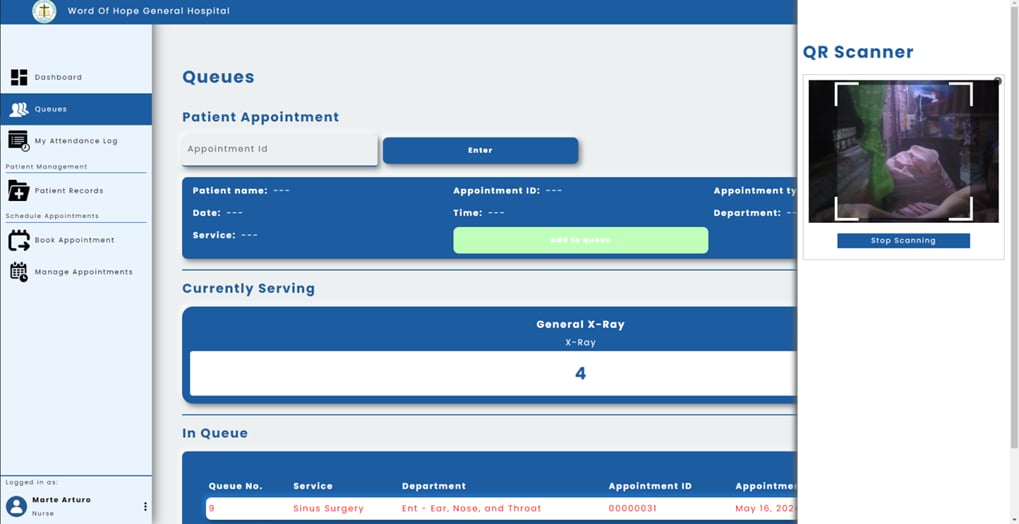 Word Of Hope General Hospital
QR Scanner
Stop Scanning
Dashboard
Queues
My Attendance Log
Patient Management
Patient Records
Schedule Appointments
Book Appointment
Manage Appointments
Logged in as:
Marte Arturo
Nurse
Queues
Patient Appointment
Appointment Id
Enter
Patient name: --- Appointment ID: --- Appointment ty
Date: --- Time: --- Department: --
Service: --- Add to queue
Currently Serving
General X-Ray
X-Ray
4
In Queue
Queue No. Service Department Appointment ID Appointme
9 Sinus Surgery Ent - Ear, Nose, and Throat 00000031 May 16, 202